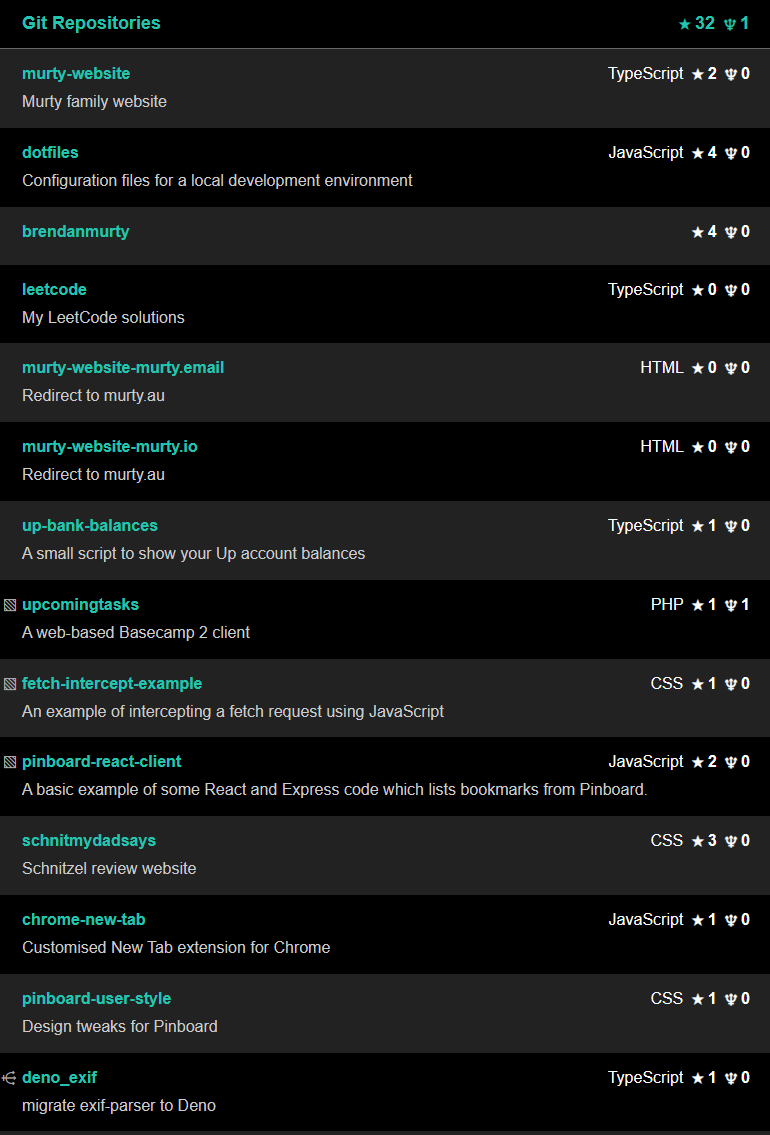 Git Repositories ★ 32 1
murty-website TypeScript ★ 2 0
Murty family website
dotfiles JavaScript ★ 4 0
Configuration files for a local development environment
brendanmurty ★ 4 0
leetcode TypeScript ★ 0 0
My LeetCode solutions
murty-website-murty.email HTML ★ 0 0
Redirect to murty.au
murty-website-murty.io HTML ★ 0 0
Redirect to murty.au
up-bank-balances TypeScript ★ 1 0
A small script to show your Up account balances
upcomingtasks PHP ★ 1 1
A web-based Basecamp 2 client
fetch-intercept-example CSS ★ 1 0
An example of intercepting a fetch request using JavaScript
pinboard-react-client JavaScript ★ 2 0
A basic example of some React and Express code which lists bookmarks from Pinboard.
schnitmydadsays CSS ★ 3 0
Schnitzel review website
chrome-new-tab JavaScript ★ 1 0
Customised New Tab extension for Chrome
pinboard-user-style CSS ★ 1 0
Design tweaks for Pinboard
deno_exif TypeScript ★ 1 0
migrate exif-parser to Deno